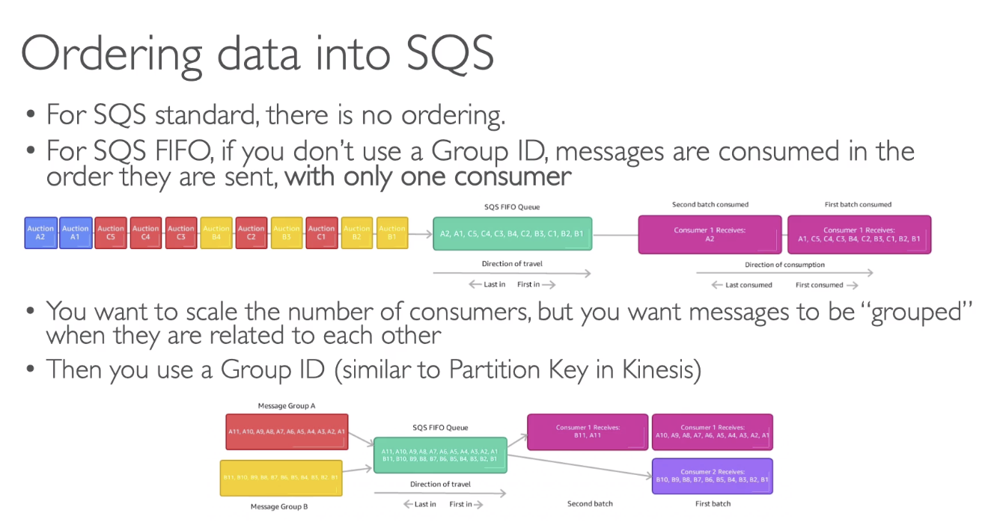 Ordering data into SQS
• For SQS standard, there is no ordering.
• For SQS FIFO, if you don’t use a Group ID, messages are consumed in the
order they are sent, with only one consumer
SQS FIFO Queue
Second batch consumed
First batch consumed
Auction
A2
Auction
A1
Auction
C5
Auction
C4
Auction
C3
Auction
B4
Auction
C2
Auction
B3
Auction
C1
Auction
B2
Auction
B1
A2, A1, C5, C4, C3, B4, C2, B3, C1, B2, B1
Consumer 1 Receives:
A2
Consumer 1 Receives:
A1, C5, C4, C3, B4, C2, B3, C1, B2, B1
Direction of travel
Last in
First in
Direction of consumption
Last consumed
First consumed
• You want to scale the number of consumers, but you want messages to be “grouped”
when they are related to each other
• Then you use a Group ID (similar to Partition Key in Kinesis)
Message Group A
A11, A10, A9, A8, A7, A6, A5, A4, A3, A2, A1
B11, B10, B9, B8, B7, B6, B5, B4, B3, B2, B1
Message Group B
SQS FIFO Queue
A11, A10, A9, A8, A7, A6, A5, A4, A3, A2, A1
B11, B10, B9, B8, B7, B6, B5, B4, B3, B2, B1
Direction of travel
Last in
First in
Consumer 1 Receives:
B11, A11
Consumer 1 Receives:
A10, A9, A8, A7, A6, A5, A4, A3, A2, A1
Consumer 2 Receives:
B10, B9, B8, B7, B6, B5, B4, B3, B2, B1
Second batch
First batch